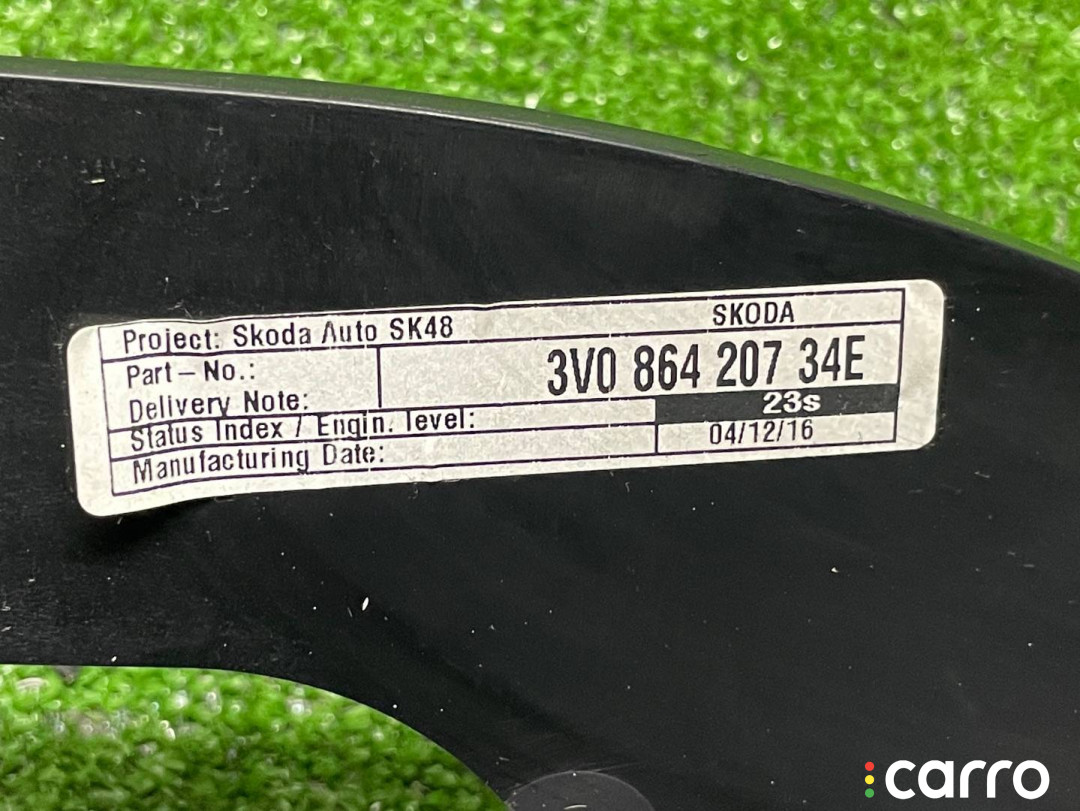 Project: Skoda Auto SK48 SKODA
Part-No.: 3V0 864 207 34E
Delivery Note: 23s
Status Index / Engin. level: 04/12/16
Manufacturing Date:
carro